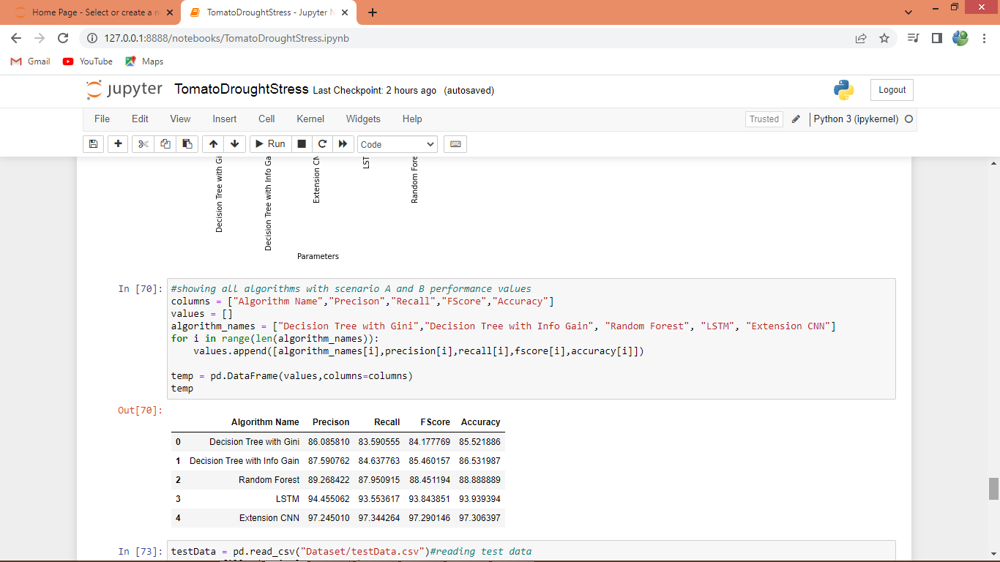 Home Page - Select or create a n
TomatoDroughtStress - Jupyter N
127.0.0.1:8888/notebooks/TomatoDroughtStress.ipynb
Gmail YouTube Maps
jupyter TomatoDroughtStress Last Checkpoint: 2 hours ago (autosaved)
Logout
File Edit View Insert Cell Kernel Widgets Help
Trusted Python 3 (ipykernel)
Run Code
Decision Tree with Gi
Decision Tree with Info Ga
Extension CN
LST
Random Fore
Parameters
In [70]: #showing all algorithms with scenario A and B performance values
columns = ["Algorithm Name","Precison","Recall","FScore","Accuracy"]
values = []
algorithm_names = ["Decision Tree with Gini","Decision Tree with Info Gain", "Random Forest", "LSTM", "Extension CNN"]
for i in range(len(algorithm_names)):
    values.append([algorithm_names[i],precision[i],recall[i],fscore[i],accuracy[i]])
temp = pd.DataFrame(values,columns=columns)
temp
Out[70]:
Algorithm Name Precison Recall FScore Accuracy
0 Decision Tree with Gini 86.085810 83.590555 84.177769 85.521886
1 Decision Tree with Info Gain 87.590762 84.637763 85.460157 86.531987
2 Random Forest 89.268422 87.950915 88.451194 88.888889
3 LSTM 94.455062 93.553617 93.843851 93.939394
4 Extension CNN 97.245010 97.344264 97.290146 97.306397
In [73]: testData = pd.read_csv("Dataset/testData.csv")#reading test data